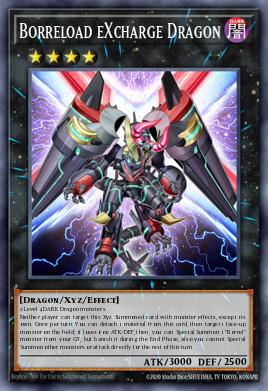 Borreload eXcharge Dragon
DARK
闇
[Dragon/Xyz/Effect]
2 Level 4 DARK Dragon monsters
Neither player can target this Xyz Summoned card with monster effects, except its
own. Once per turn: You can detach 1 material from this card, then target 1 face-up
monster on the field; it loses 600 ATK/DEF, then, you can Special Summon 1 "Borrel"
monster from your GY, but banish it during the End Phase, also you cannot Special
Summon other monsters or attack directly for the rest of this turn.
ATK/3000 DEF/2500
Replica - Not For Use in Sanctioned Tournaments
©2020 Studio Dice/SHUEISHA, TV TOKYO, KONAMI